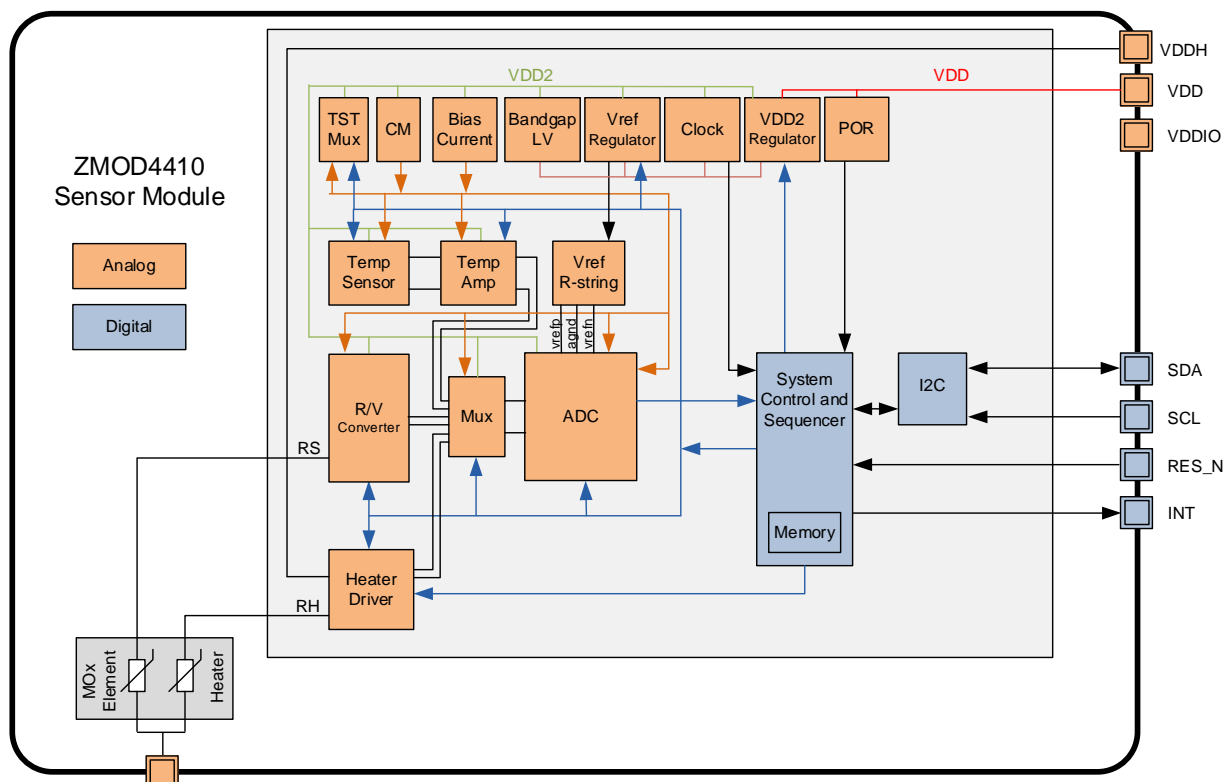 VDDH
VDD2
VDD
VDD
TST
Mux
CM
Bias
Current
Bandgap
LV
Vref
Regulator
Clock
VDD2
Regulator
POR
VDDIO
ZMOD4410
Sensor Module
Analog
Digital
Temp
Sensor
Temp
Amp
Vref
R-string
vrefp
agnd
vrefn
R/V
Converter
Mux
ADC
System
Control and
Sequencer
I2C
SDA
SCL
RS
RES_N
INT
Memory
Heater
Driver
RH
MOx
Element
Heater